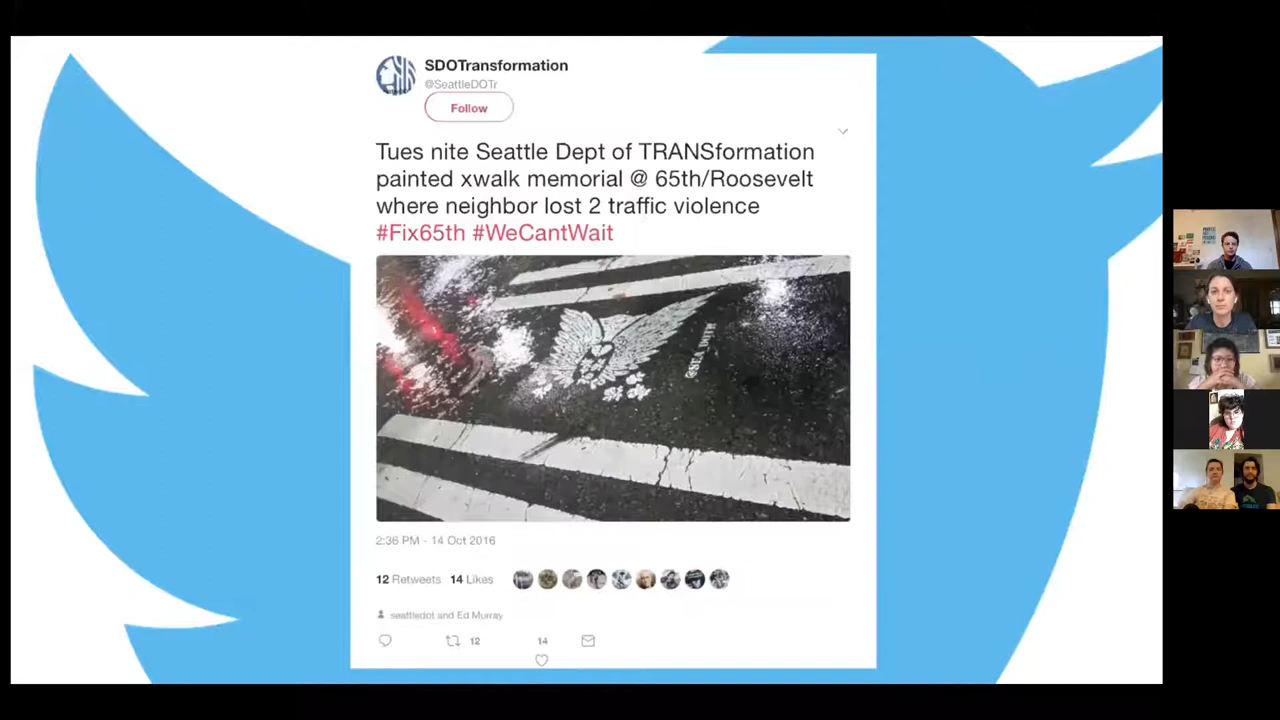 SDOTransformation
@SeattleDOTr
Follow
Tues nite Seattle Dept of TRANSformation
painted xwalk memorial @ 65th/Roosevelt
where neighbor lost 2 traffic violence
#Fix65th #WeCantWait
2:36 PM - 14 Oct 2016
12 Retweets 14 Likes
seattledot and Ed Murray
12 14